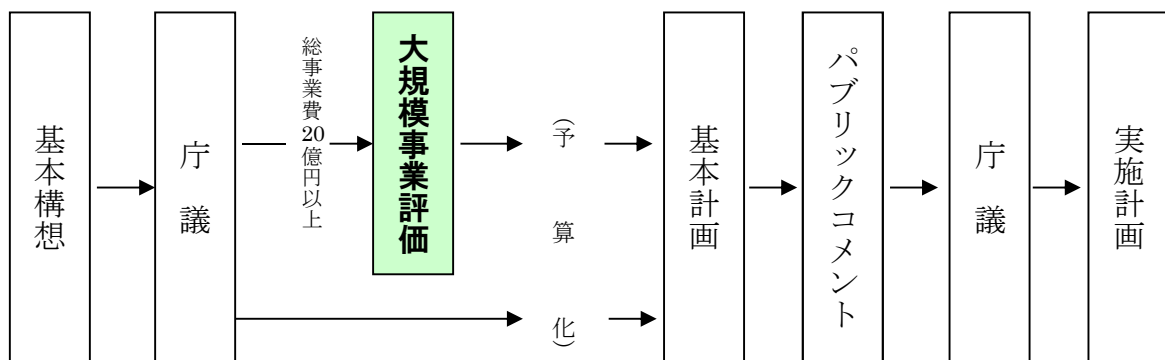 基本構想
庁議
総事業費20億円以上
大規模事業評価
(予算化)
基本計画
パブリックコメント
庁議
実施計画